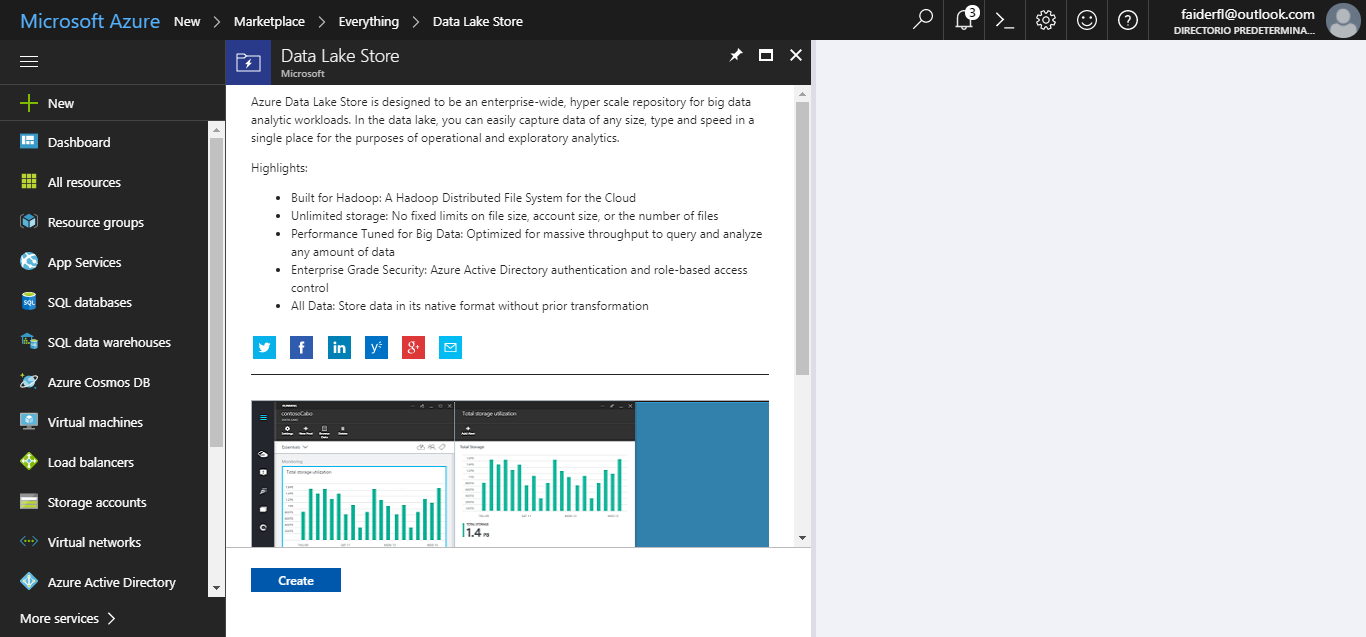 Microsoft Azure New Marketplace Everything Data Lake Store
3
faiderfl@outlook.com
DIRECTORIO PREDETERMINA...
New
Dashboard
All resources
Resource groups
App Services
SQL databases
SQL data warehouses
Azure Cosmos DB
Virtual machines
Load balancers
Storage accounts
Virtual networks
Azure Active Directory
More services
Data Lake Store
Microsoft
Azure Data Lake Store is designed to be an enterprise-wide, hyper scale repository for big data
analytic workloads. In the data lake, you can easily capture data of any size, type and speed in a
single place for the purposes of operational and exploratory analytics.
Highlights:
Built for Hadoop: A Hadoop Distributed File System for the Cloud
Unlimited storage: No fixed limits on file size, account size, or the number of files
Performance Tuned for Big Data: Optimized for massive throughput to query and analyze
any amount of data
Enterprise Grade Security: Azure Active Directory authentication and role-based access
control
All Data: Store data in its native format without prior transformation
contosoCabo
Essentials
Monitoring
Total storage utilization
Total storage utilization
Total Storage
TOTAL STORAGE
1.4 PB
Create